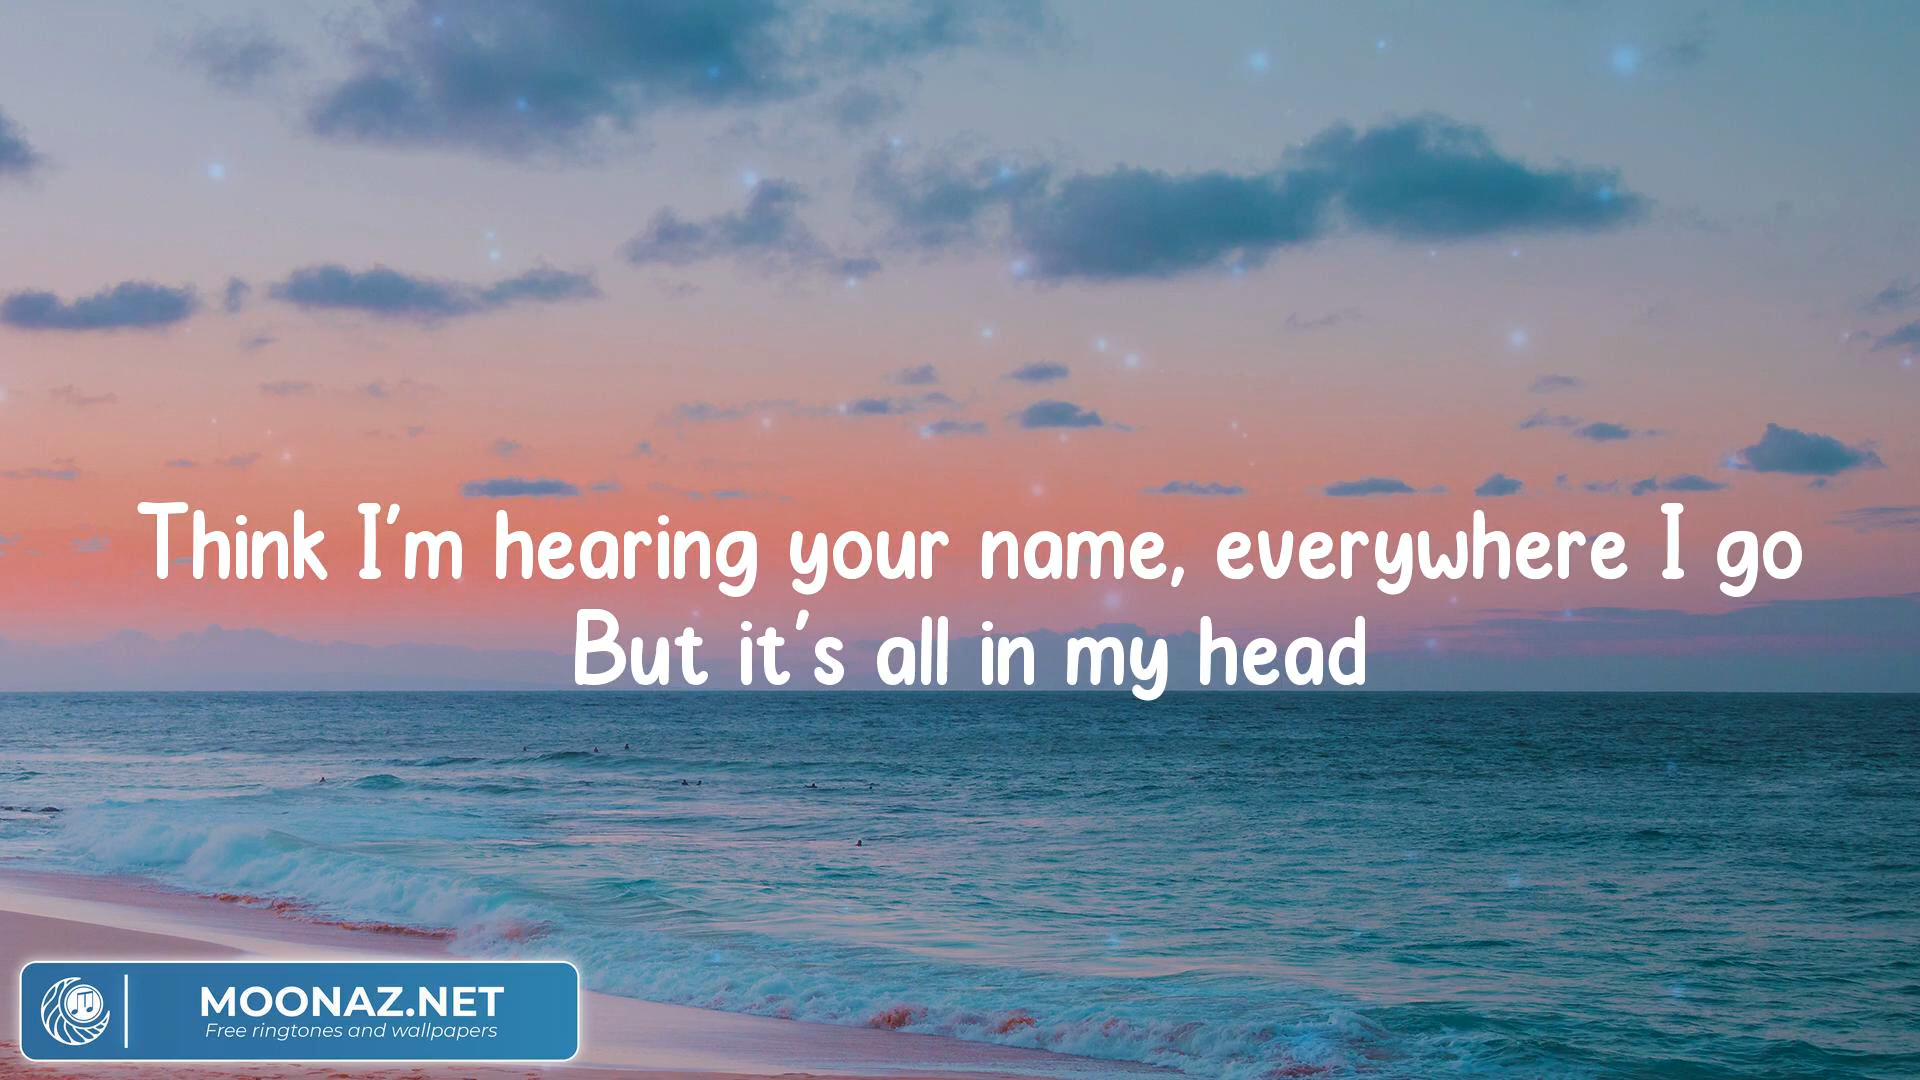 Think I'm hearing your name, everywhere I go
But it's all in my head
MOONAZ.NET
Free ringtones and wallpapers